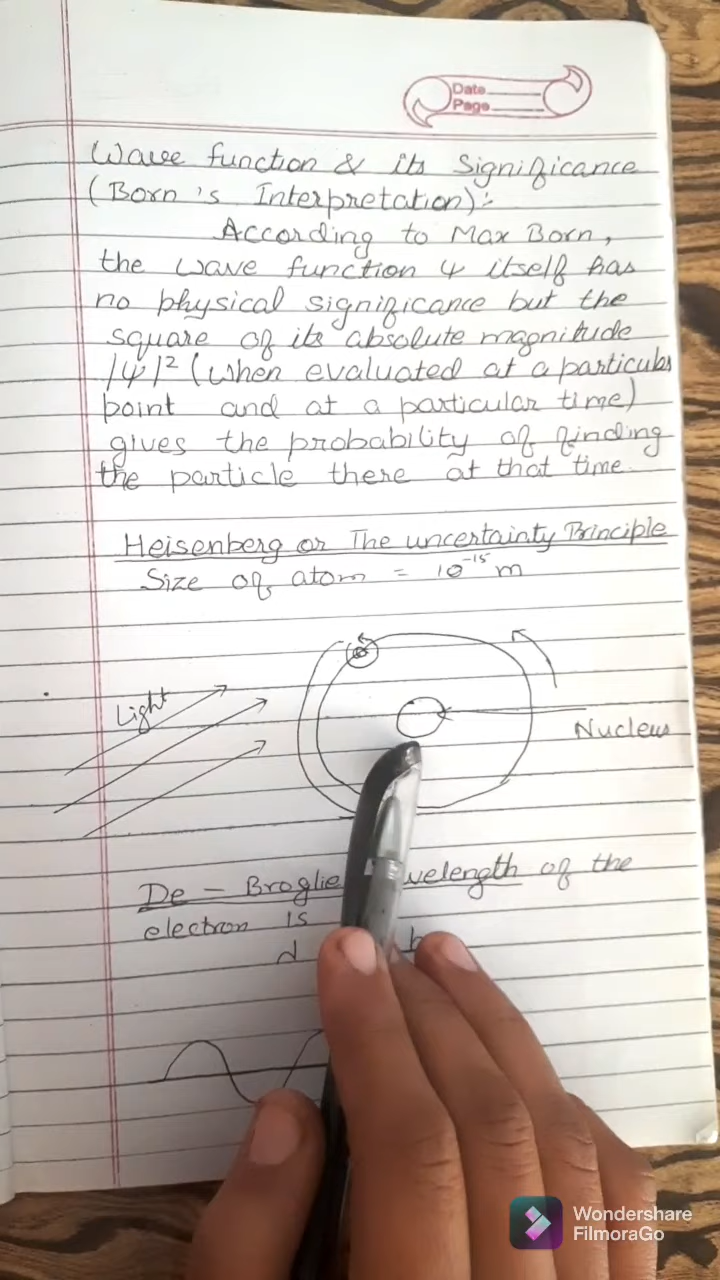 Date
Page
Wave function & its Significance
(Born's Interpretation):-
According to Max Born,
the wave function ψ itself has
no physical significance but the
square of its absolute magnitude
|ψ|² (when evaluated at a particular
point and at a particular time)
gives the probability of finding
the particle there at that time.
Heisenberg or The uncertainty Principle
Size of atom = 10⁻¹⁵ m
Light
Nucleus
De - Broglie velength of the
electron is
Wondershare
FilmoraGo